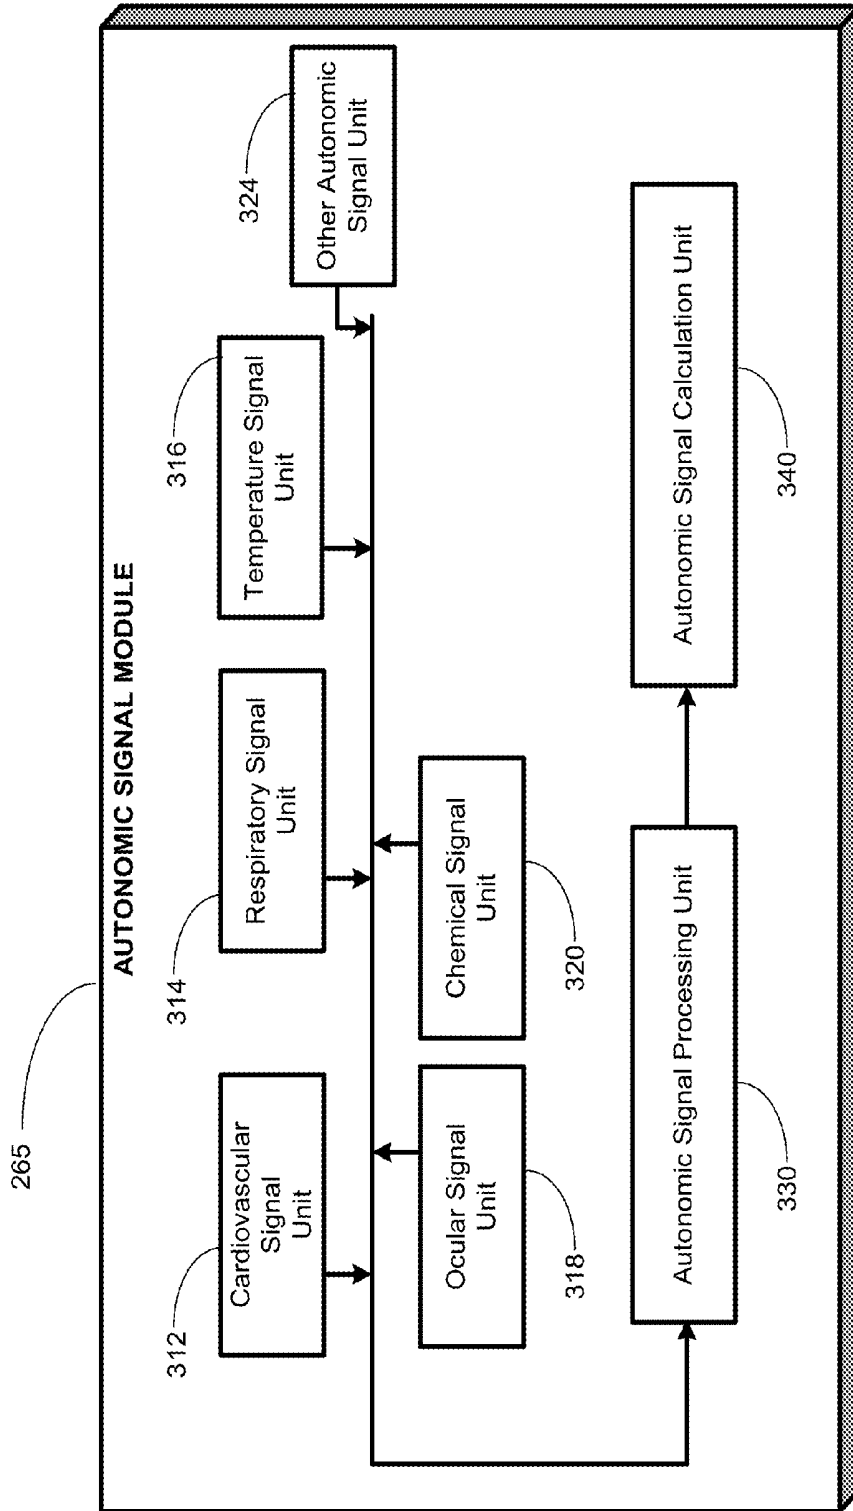 265
AUTONOMIC SIGNAL MODULE
312
Cardiovascular
Signal
Unit
314
Respiratory Signal
Unit
316
Temperature Signal
Unit
324
Other Autonomic
Signal Unit
Ocular Signal
Unit
318
Chemical Signal
Unit
320
Autonomic Signal Processing Unit
330
Autonomic Signal Calculation Unit
340